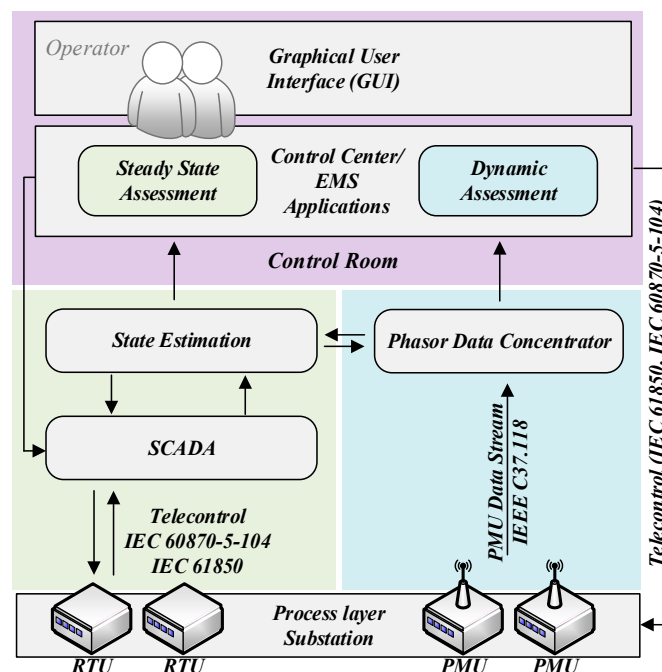 Operator
Graphical User
Interface (GUI)
Steady State
Assessment
Control Center/
EMS
Applications
Dynamic
Assessment
Control Room
State Estimation
Phasor Data Concentrator
SCADA
Telecontrol
IEC 60870-5-104
IEC 61850
PMU Data Stream
IEEE C37.118
Telecontrol (IEC 61850, IEC 60870-5-104)
Process layer
Substation
RTU
RTU
PMU
PMU